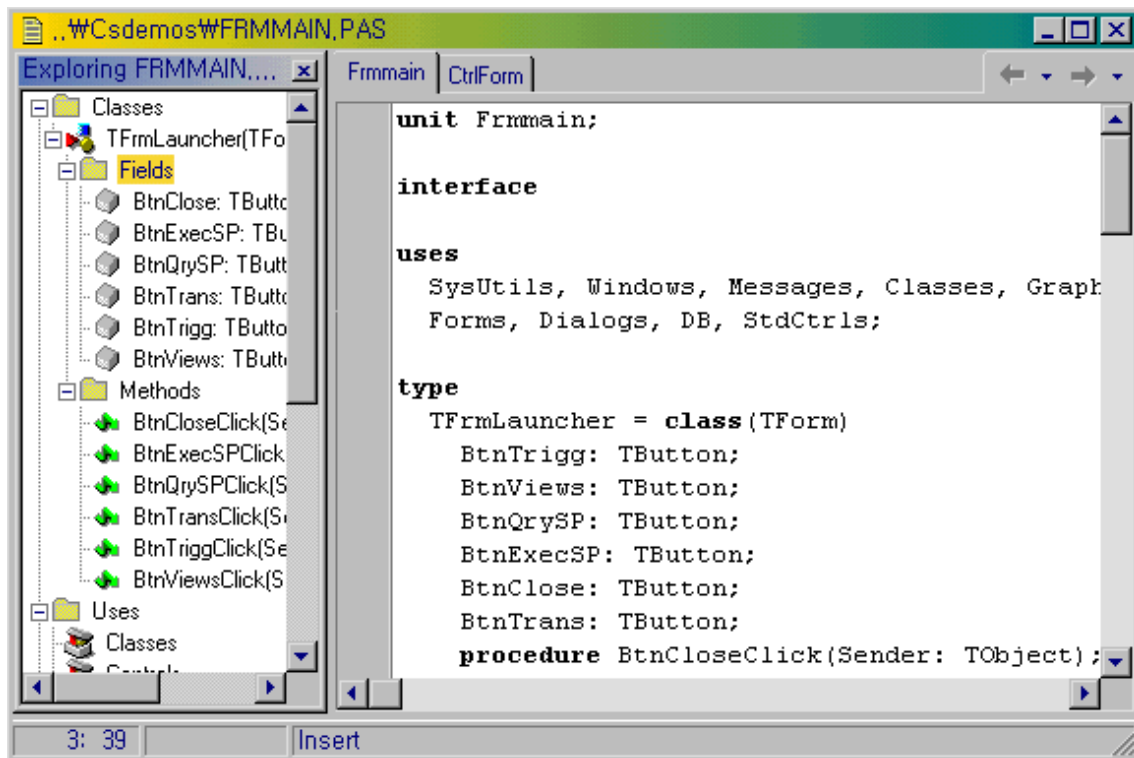 ..₩Csdemos₩FRMMAIN.PAS
Exploring FRMMAIN....
Classes
TFrmLauncher(TFo
Fields
BtnClose: TButto
BtnExecSP: TBu
BtnQrySP: TButt
BtnTrans: TButto
BtnTrigg: TButto
BtnViews: TButt
Methods
BtnCloseClick(Se
BtnExecSPClick
BtnQrySPClick(S
BtnTransClick(Se
BtnTriggClick(Se
BtnViewsClick(S
Uses
Classes
Controls
Frmmain CtrlForm
unit Frmmain;
interface
uses
SysUtils, Windows, Messages, Classes, Graph
Forms, Dialogs, DB, StdCtrls;
type
TFrmLauncher = class(TForm)
BtnTrigg: TButton;
BtnViews: TButton;
BtnQrySP: TButton;
BtnExecSP: TButton;
BtnClose: TButton;
BtnTrans: TButton;
procedure BtnCloseClick(Sender: TObject);
3: 39 Insert